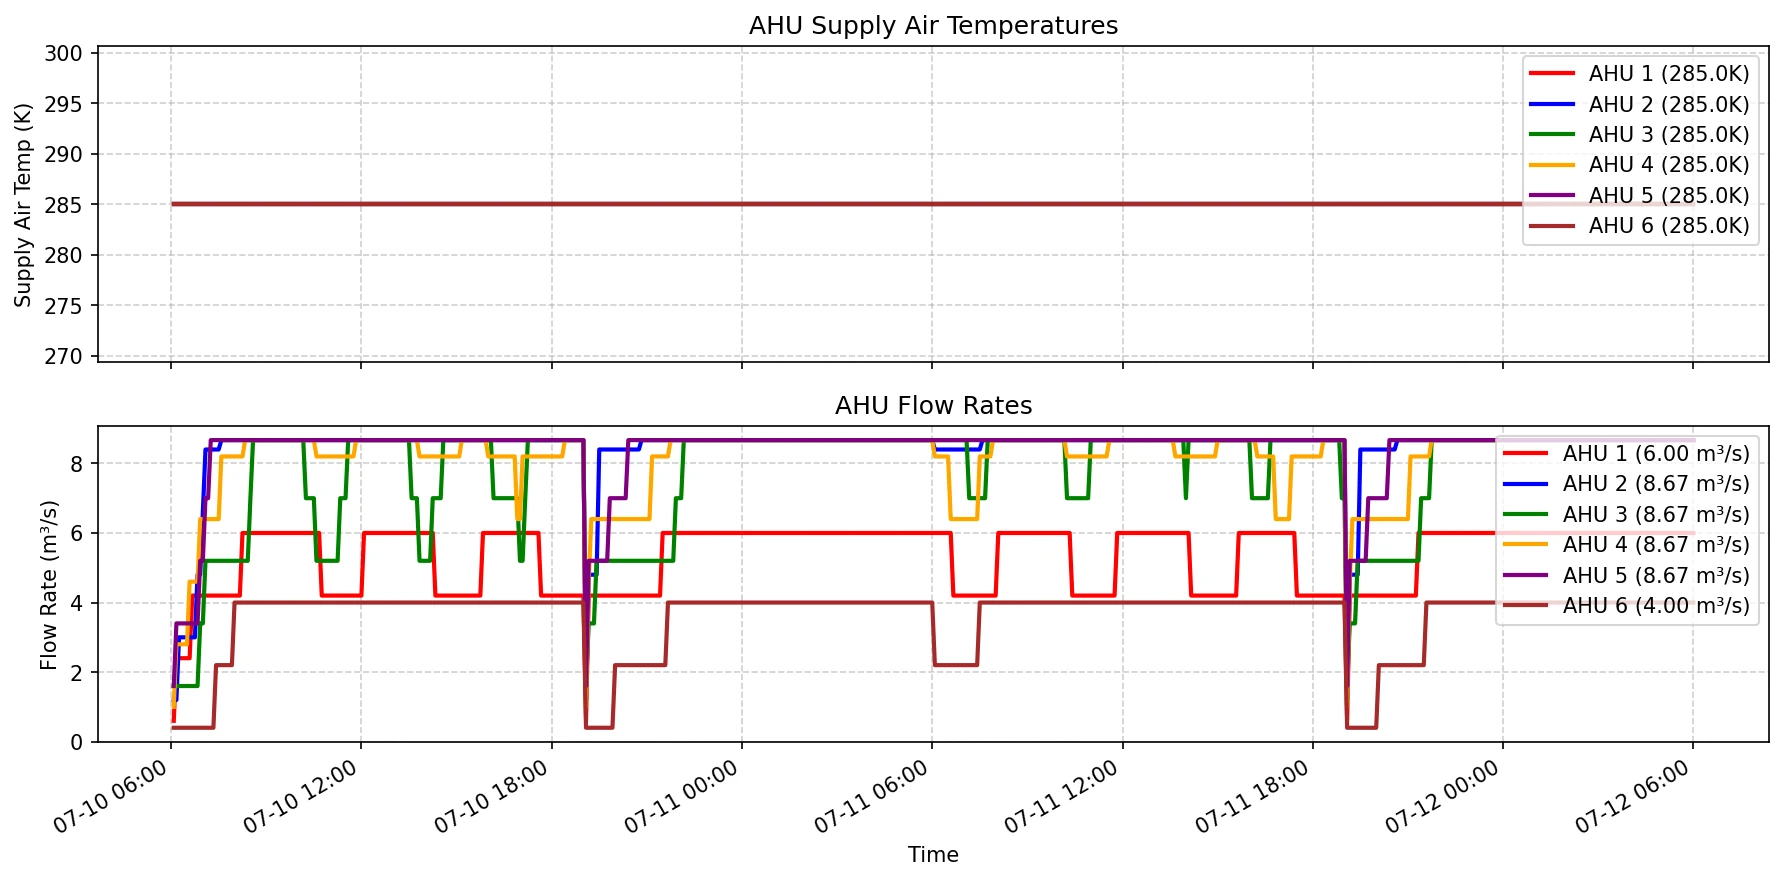 AHU Supply Air Temperatures
Supply Air Temp (K)
300
295
290
285
280
275
270
AHU 1 (285.0K)
AHU 2 (285.0K)
AHU 3 (285.0K)
AHU 4 (285.0K)
AHU 5 (285.0K)
AHU 6 (285.0K)
AHU Flow Rates
Flow Rate (m³/s)
8
6
4
2
0
AHU 1 (6.00 m³/s)
AHU 2 (8.67 m³/s)
AHU 3 (8.67 m³/s)
AHU 4 (8.67 m³/s)
AHU 5 (8.67 m³/s)
AHU 6 (4.00 m³/s)
07-10 06:00
07-10 12:00
07-10 18:00
07-11 00:00
07-11 06:00
07-11 12:00
07-11 18:00
07-12 00:00
07-12 06:00
Time